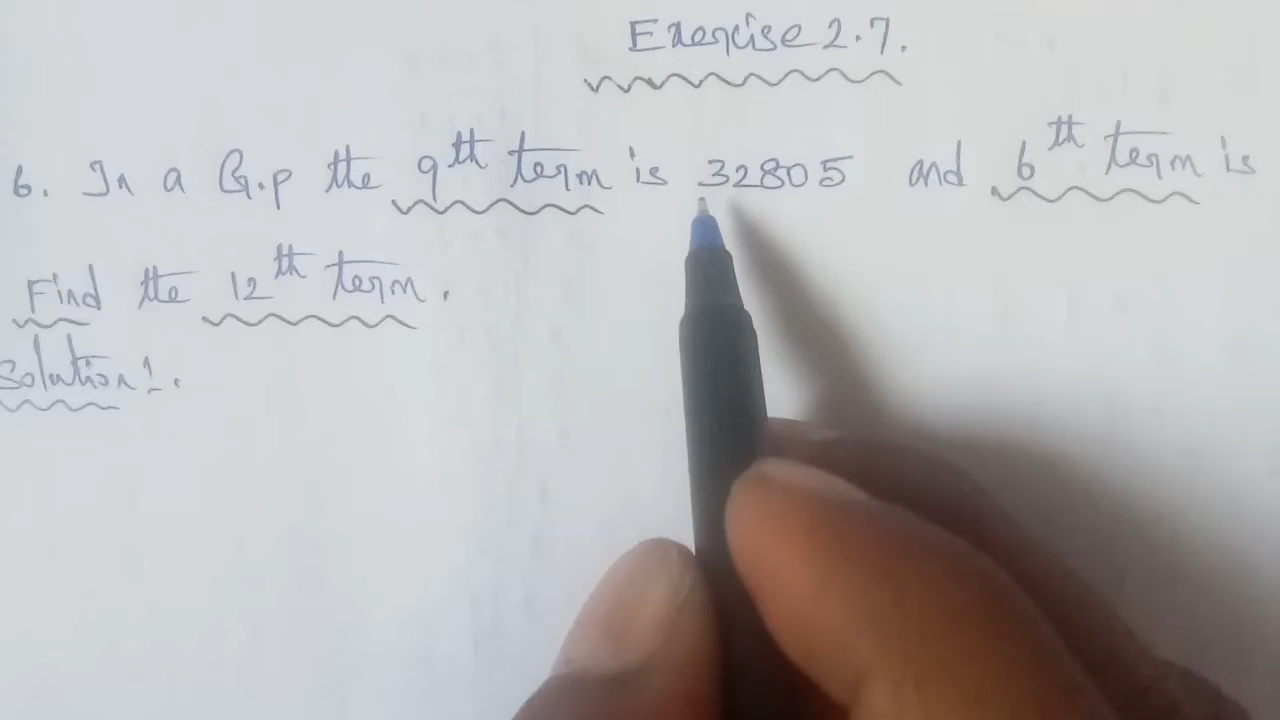 Exercise 2.7.
6. In a G.p the 9th term is 32805 and 6th term is
Find the 12th term.
Solution:.